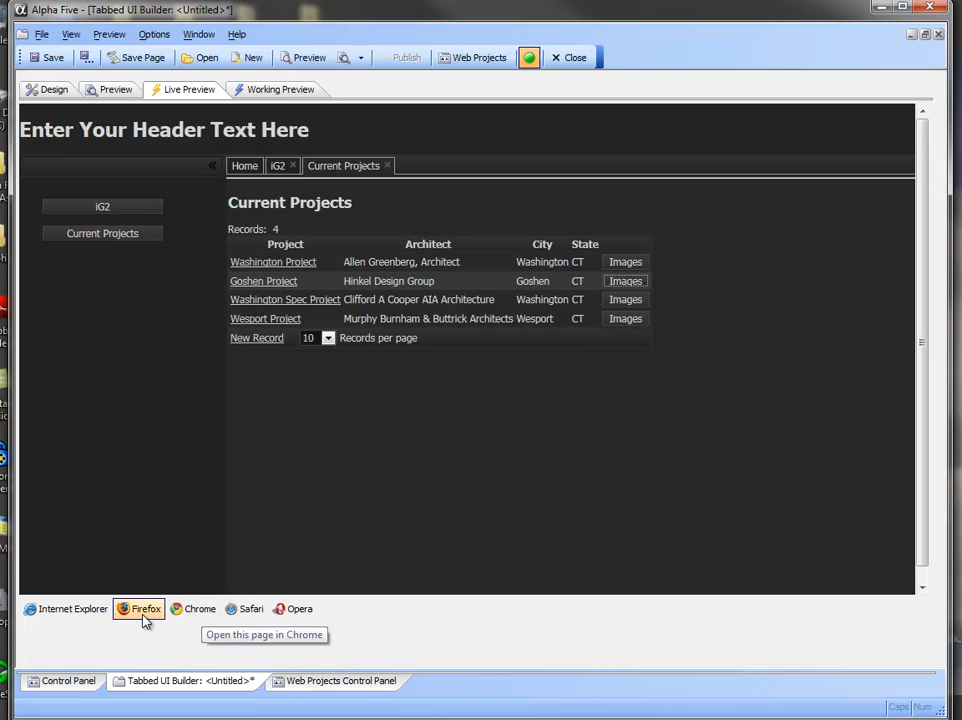 Alpha Five - [Tabbed UI Builder: <Untitled>*]
File View Preview Options Window Help
Save Save Page Open New Preview Publish Web Projects Close
Design Preview Live Preview Working Preview
Enter Your Header Text Here
« Home iG2 × Current Projects ×
iG2
Current Projects
Current Projects
Records: 4
Project Architect City State
Washington Project Allen Greenberg, Architect Washington CT Images
Goshen Project Hinkel Design Group Goshen CT Images
Washington Spec Project Clifford A Cooper AIA Architecture Washington CT Images
Wesport Project Murphy Burnham & Buttrick Architects Wesport CT Images
New Record 10 Records per page
Internet Explorer Firefox Chrome Safari Opera
Open this page in Chrome
Control Panel Tabbed UI Builder: <Untitled>* Web Projects Control Panel
Caps Num